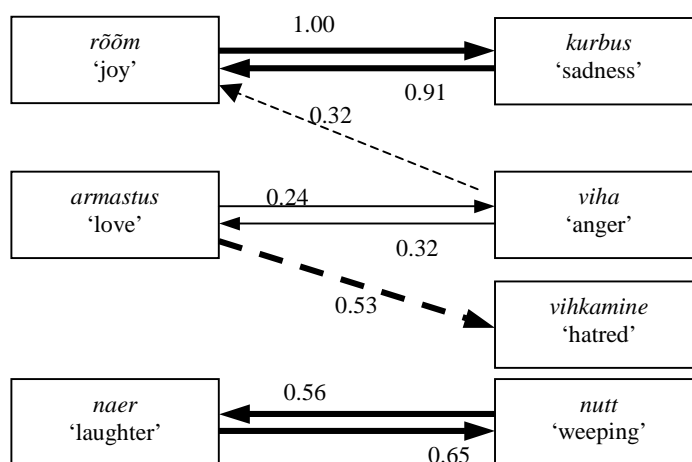 1.00
rõõm
‘joy’
kurbus
‘sadness’
0.91
0.32
armastus
‘love’
0.24
viha
‘anger’
0.32
0.53
vihkamine
‘hatred’
naer
‘laughter’
0.56
nutt
‘weeping’
0.65